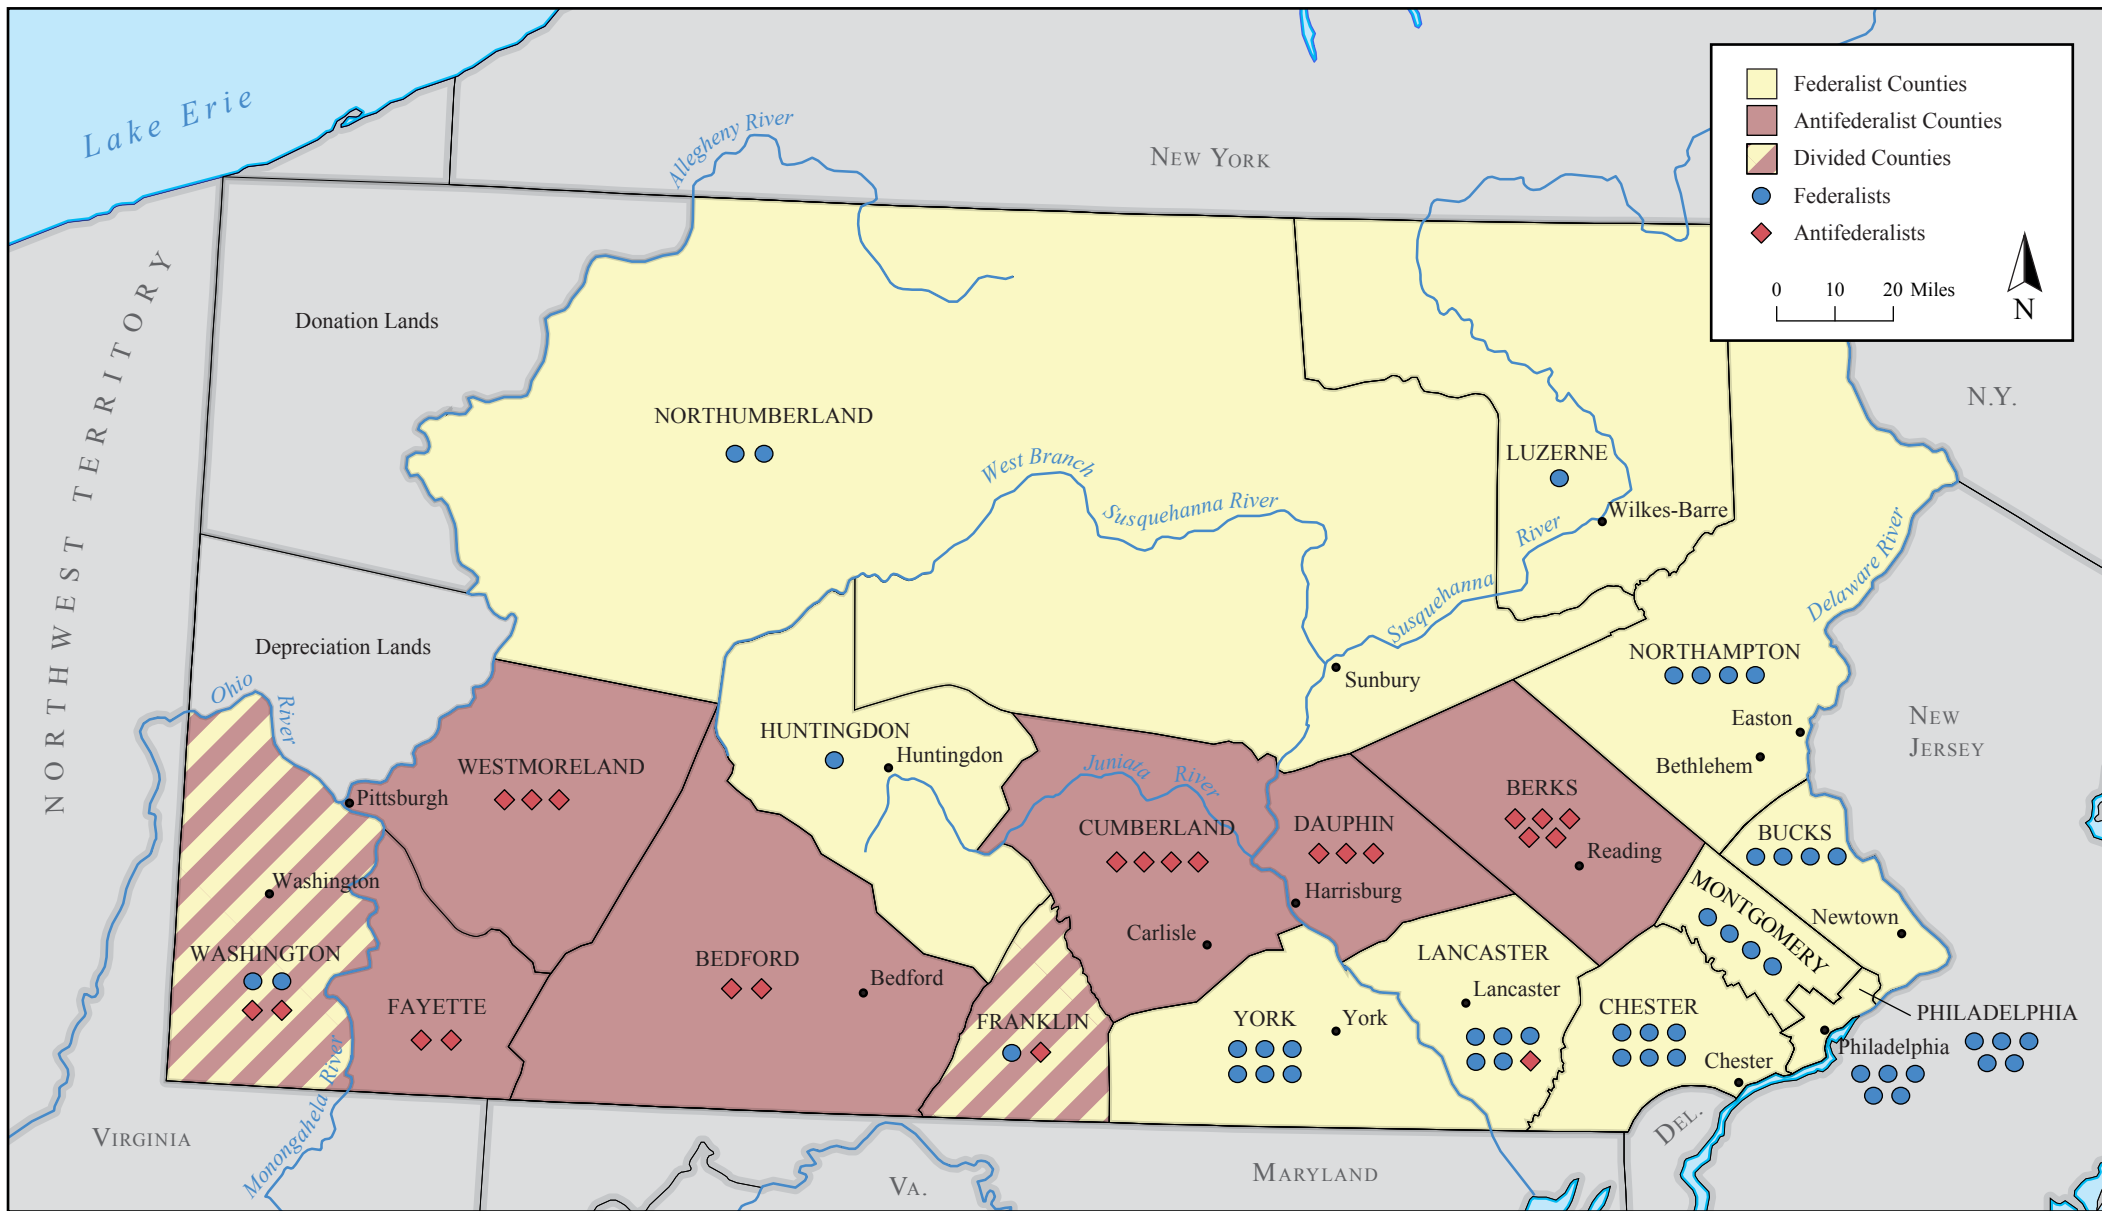 Lake Erie
Allegheny River
NEW YORK
Federalist Counties
Antifederalist Counties
Divided Counties
Federalists
Antifederalists
0 10 20 Miles
N
NORTHWEST TERRITORY
Donation Lands
N.Y.
NORTHUMBERLAND
West Branch
Susquehanna River
LUZERNE
Wilkes-Barre
Susquehanna River
Delaware River
Depreciation Lands
Ohio River
Sunbury
NORTHAMPTON
Easton
Bethlehem
NEW
JERSEY
HUNTINGDON
Huntingdon
WESTMORELAND
Pittsburgh
Juniata River
CUMBERLAND
Carlisle
DAUPHIN
Harrisburg
BERKS
Reading
BUCKS
Newtown
MONTGOMERY
Washington
WASHINGTON
BEDFORD
Bedford
FAYETTE
FRANKLIN
YORK
York
LANCASTER
Lancaster
CHESTER
Chester
PHILADELPHIA
Philadelphia
Monongahela River
VIRGINIA
VA.
MARYLAND
DEL.